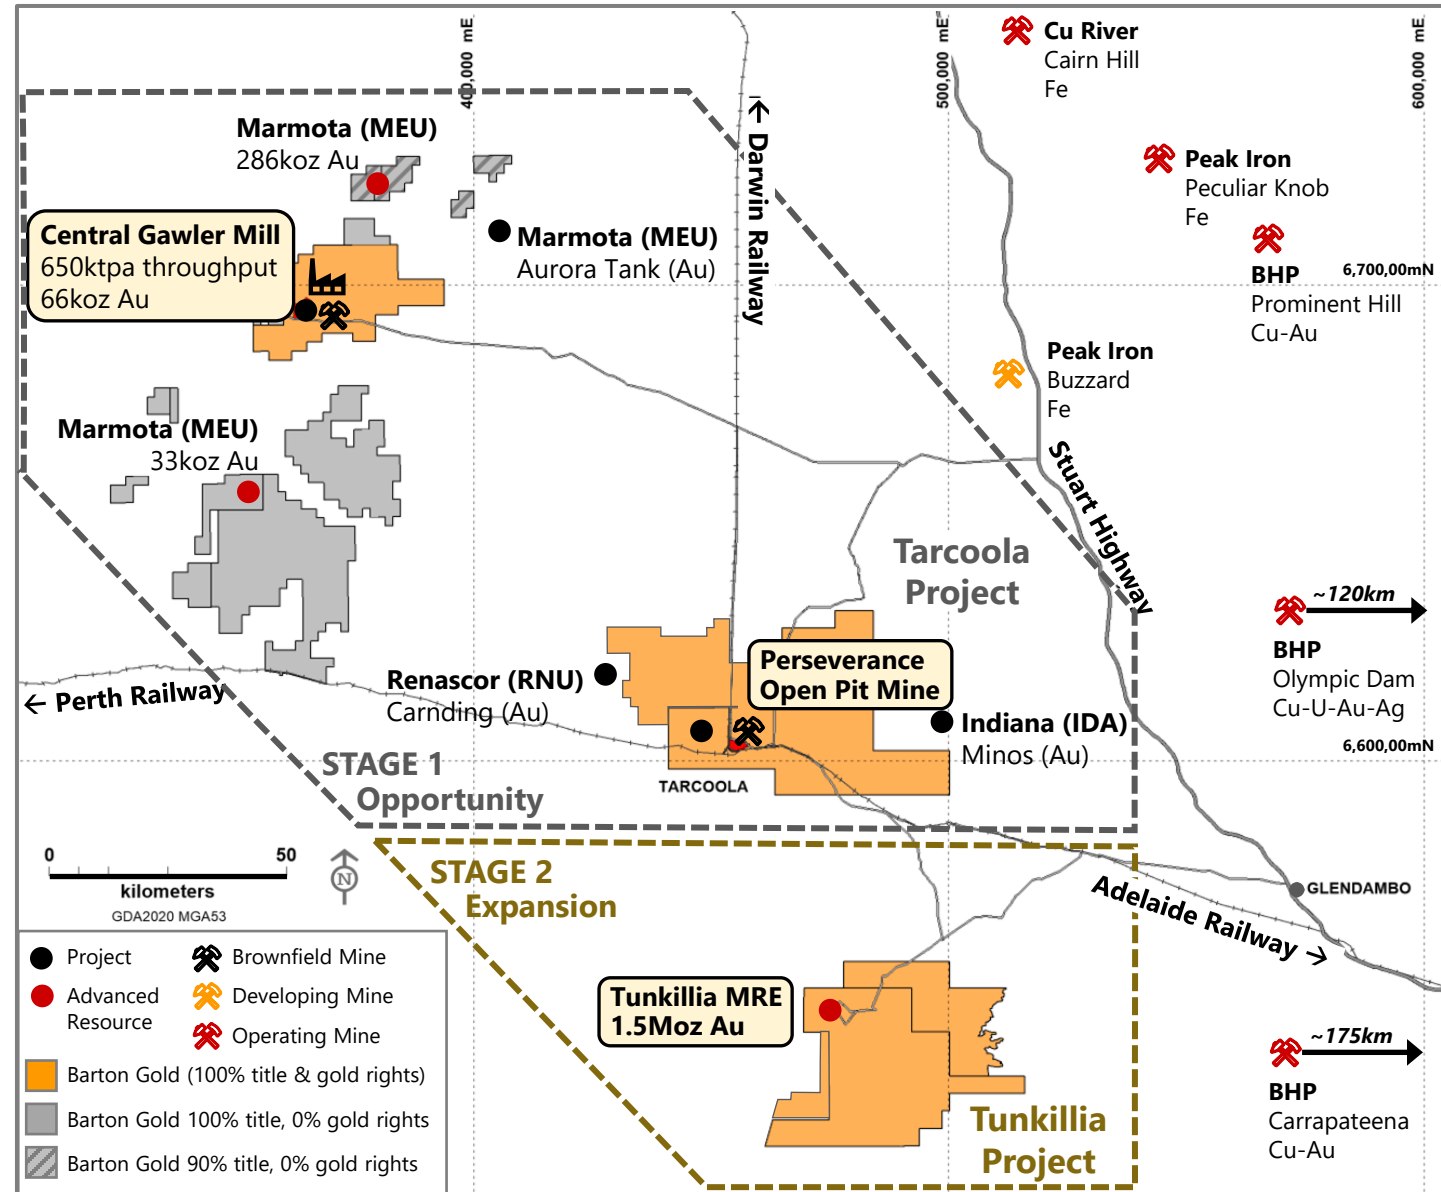 400,000 mE
500,000 mE.
600,000 mE.
Cu River
Cairn Hill
Fe
Marmota (MEU)
286koz Au
← Darwin Railway
Peak Iron
Peculiar Knob
Fe
Central Gawler Mill
650ktpa throughput
66koz Au
Marmota (MEU)
Aurora Tank (Au)
BHP
Prominent Hill
Cu-Au
6,700,00mN
Peak Iron
Buzzard
Fe
Marmota (MEU)
33koz Au
Stuart Highway
Tarcoola
Project
~120km
BHP
Olympic Dam
Cu-U-Au-Ag
Perseverance
Open Pit Mine
← Perth Railway
Renascor (RNU)
Carnding (Au)
Indiana (IDA)
Minos (Au)
6,600,00mN
STAGE 1
Opportunity
TARCOOLA
0 50
kilometers
GDA2020 MGA53
N
STAGE 2
Expansion
Adelaide Railway →
GLENDAMBO
Tunkillia MRE
1.5Moz Au
~175km
BHP
Carrapateena
Cu-Au
Tunkillia
Project
Project
Brownfield Mine
Advanced
Resource
Developing Mine
Operating Mine
Barton Gold (100% title & gold rights)
Barton Gold 100% title, 0% gold rights
Barton Gold 90% title, 0% gold rights